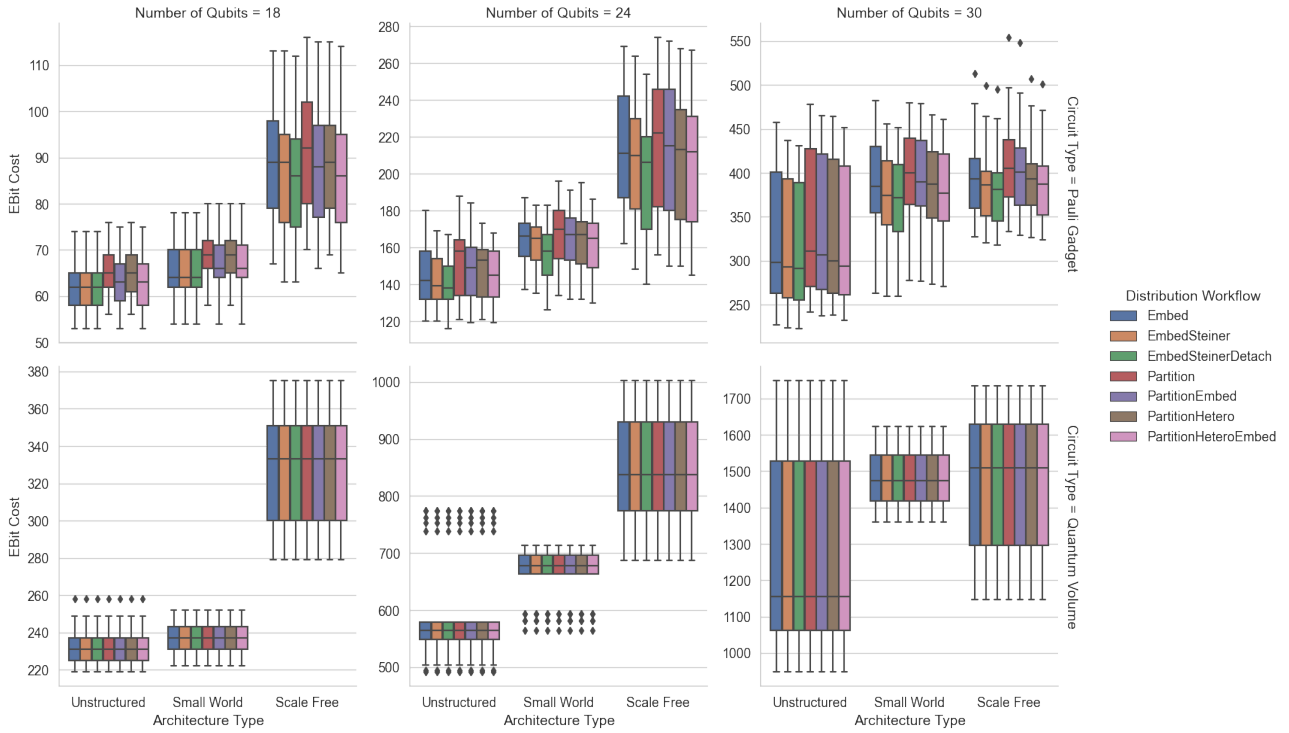 Number of Qubits = 18
Number of Qubits = 24
Number of Qubits = 30
EBit Cost
110
100
90
80
70
60
50
280
260
240
220
200
180
160
140
120
550
500
450
400
350
300
250
Circuit Type = Pauli Gadget
EBit Cost
380
360
340
320
300
280
260
240
220
1000
900
800
700
600
500
1700
1600
1500
1400
1300
1200
1100
1000
Circuit Type = Quantum Volume
Unstructured Small World Scale Free
Architecture Type
Unstructured Small World Scale Free
Architecture Type
Unstructured Small World Scale Free
Architecture Type
Distribution Workflow
Embed
EmbedSteiner
EmbedSteinerDetach
Partition
PartitionEmbed
PartitionHetero
PartitionHeteroEmbed